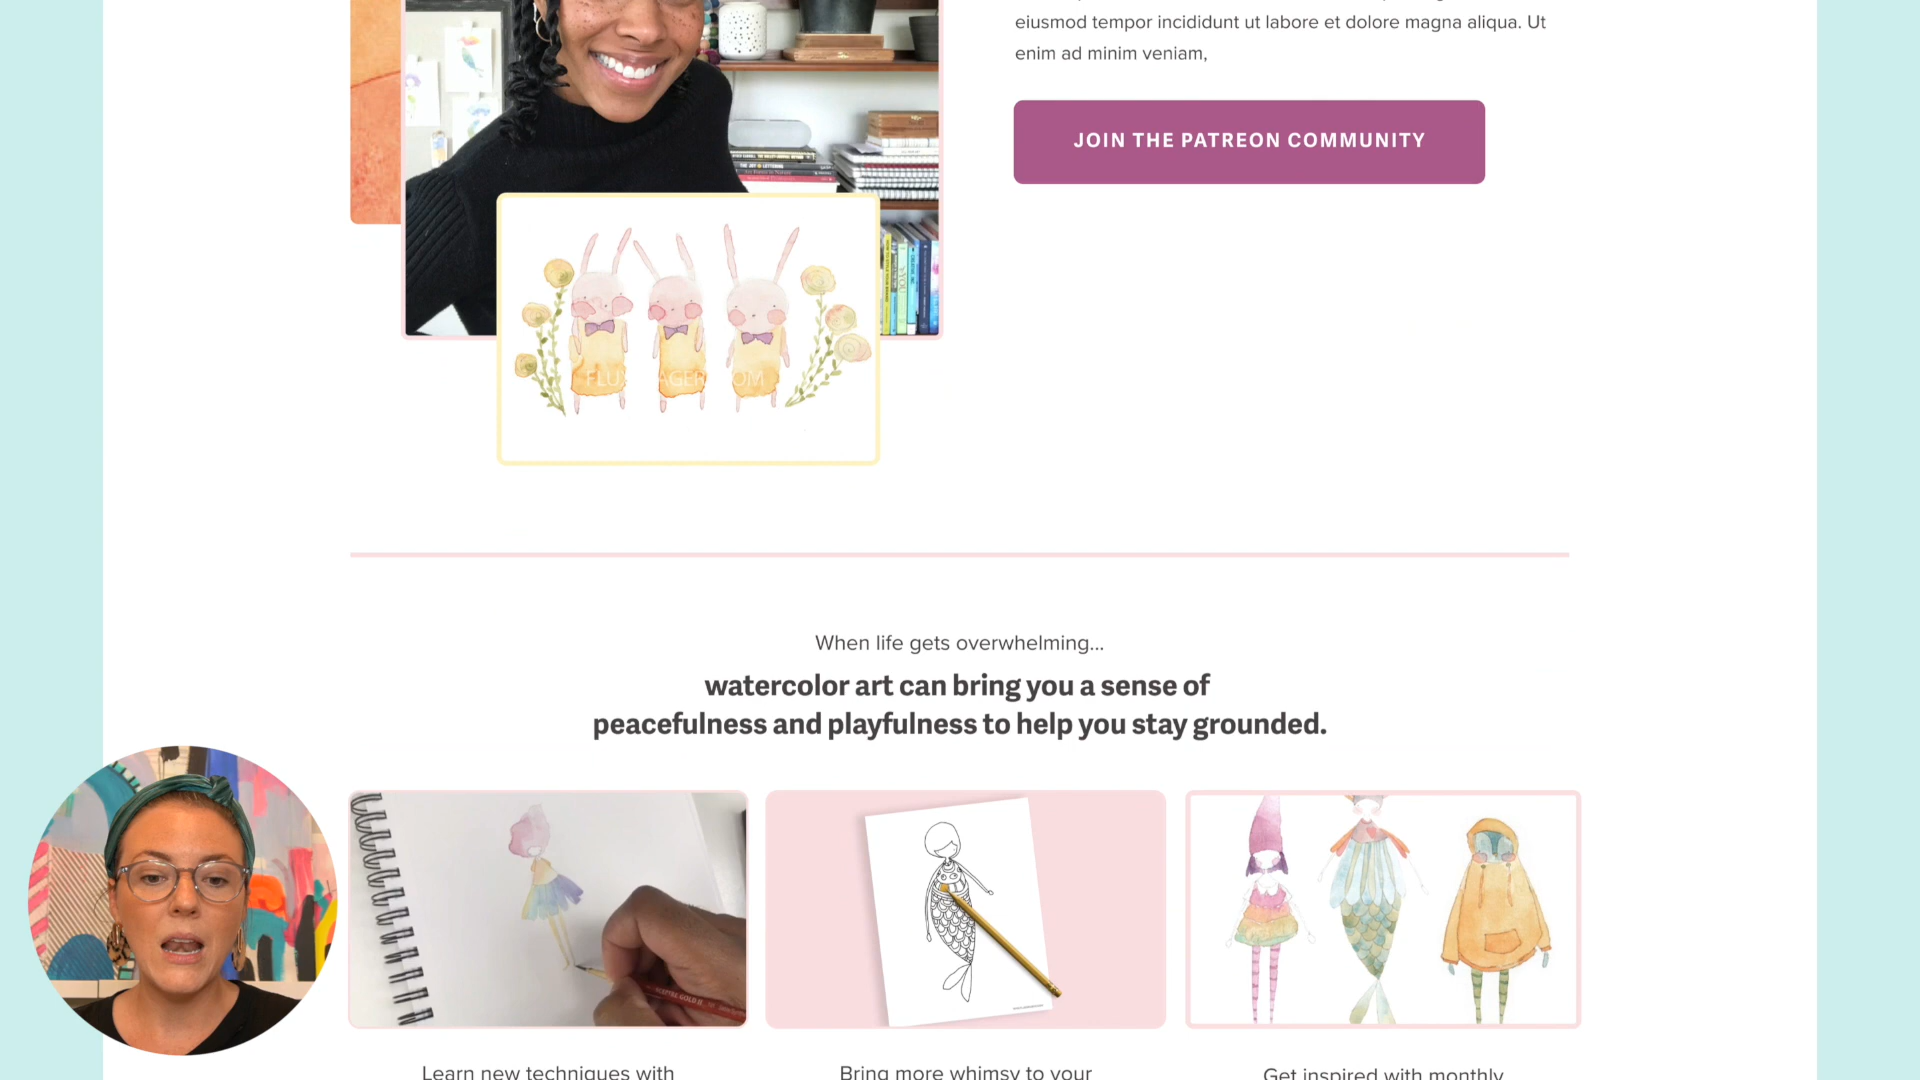 eiusmod tempor incididunt ut labore et dolore magna aliqua. Ut
enim ad minim veniam,
JOIN THE PATREON COMMUNITY
When life gets overwhelming...
watercolor art can bring you a sense of
peacefulness and playfulness to help you stay grounded.
Learn new techniques with
Bring more whimsy to your
Get inspired with monthly